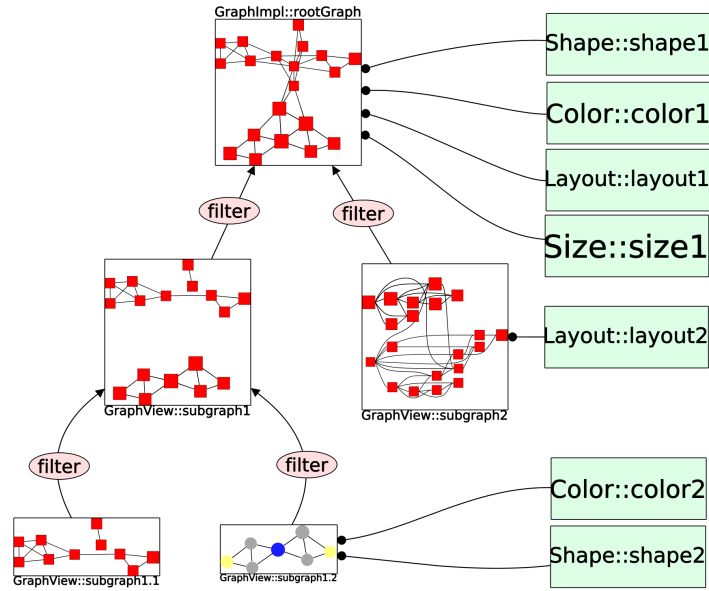 GraphImpl::rootGraph
Shape::shape1
Color::color1
Layout::layout1
Size::size1
filter
filter
Layout::layout2
GraphView::subgraph1
GraphView::subgraph2
filter
filter
Color::color2
Shape::shape2
GraphView::subgraph1.1
GraphView::subgraph1.2